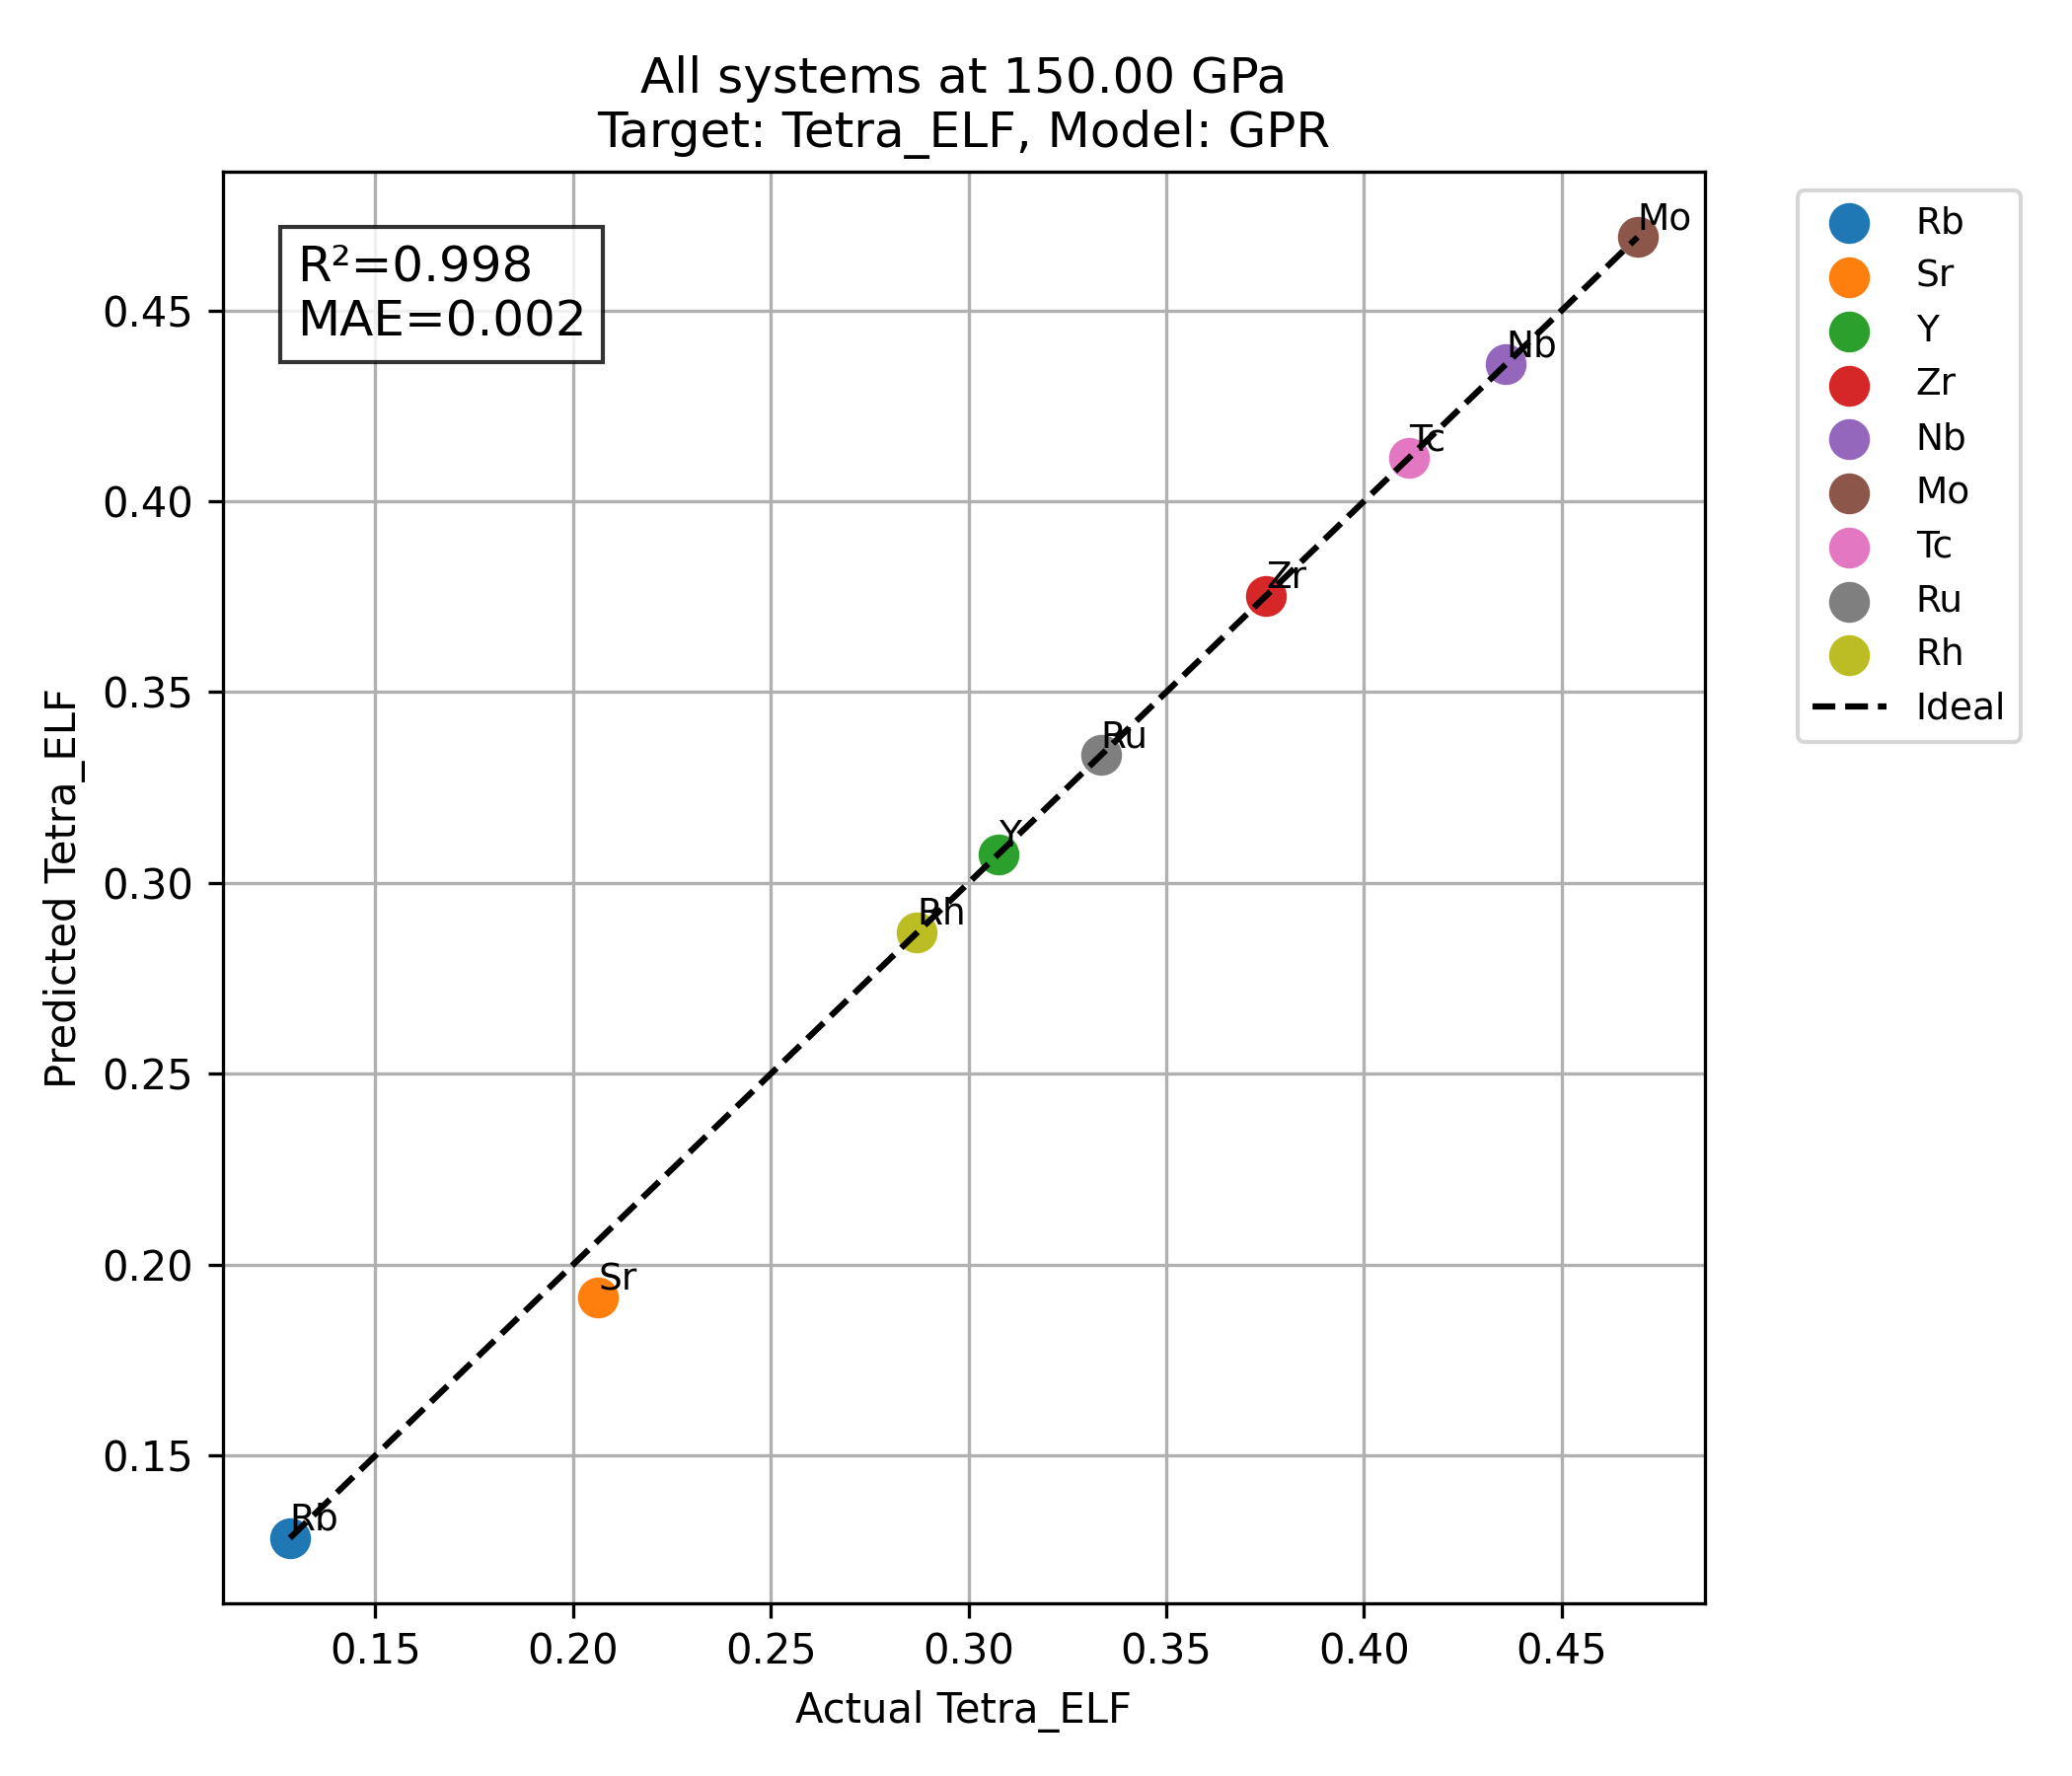 All systems at 150.00 GPa
Target: Tetra_ELF, Model: GPR
R²=0.998
MAE=0.002
Predicted Tetra_ELF
0.45
0.40
0.35
0.30
0.25
0.20
0.15
Mo
Nb
Tc
Zr
Ru
Y
Rh
Sr
Rb
0.15
0.20
0.25
0.30
0.35
0.40
0.45
Actual Tetra_ELF
Rb
Sr
Y
Zr
Nb
Mo
Tc
Ru
Rh
Ideal